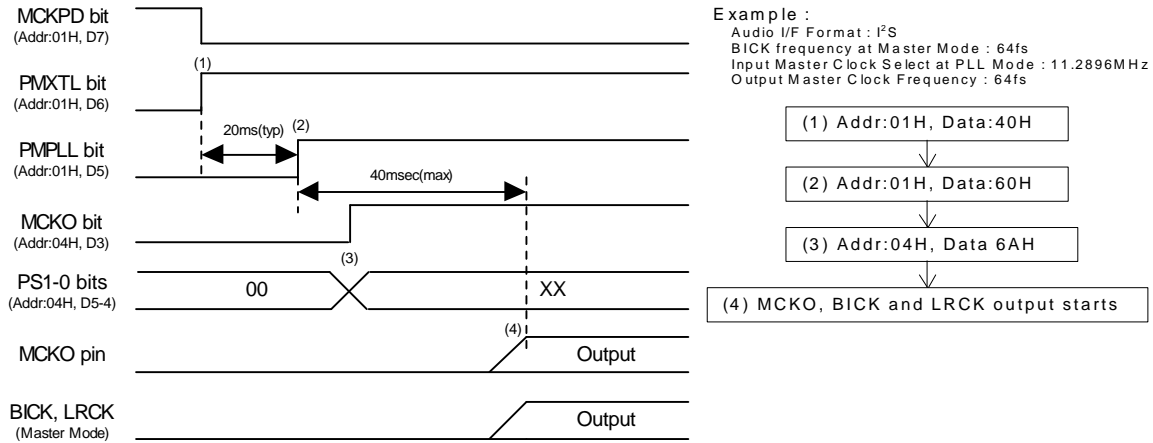 MCKPD bit
(Addr:01H, D7)
(1)
PMXTL bit
(Addr:01H, D6)
20ms(typ)
(2)
PMPLL bit
(Addr:01H, D5)
40msec(max)
MCKO bit
(Addr:04H, D3)
(3)
PS1-0 bits
(Addr:04H, D5-4)
00
XX
(4)
MCKO pin
Output
BICK, LRCK
(Master Mode)
Output
Example :
Audio I/F Format : I²S
BICK frequency at Master Mode : 64fs
Input Master Clock Select at PLL Mode : 11.2896MHz
Output Master Clock Frequency : 64fs
(1) Addr:01H, Data:40H
(2) Addr:01H, Data:60H
(3) Addr:04H, Data 6AH
(4) MCKO, BICK and LRCK output starts